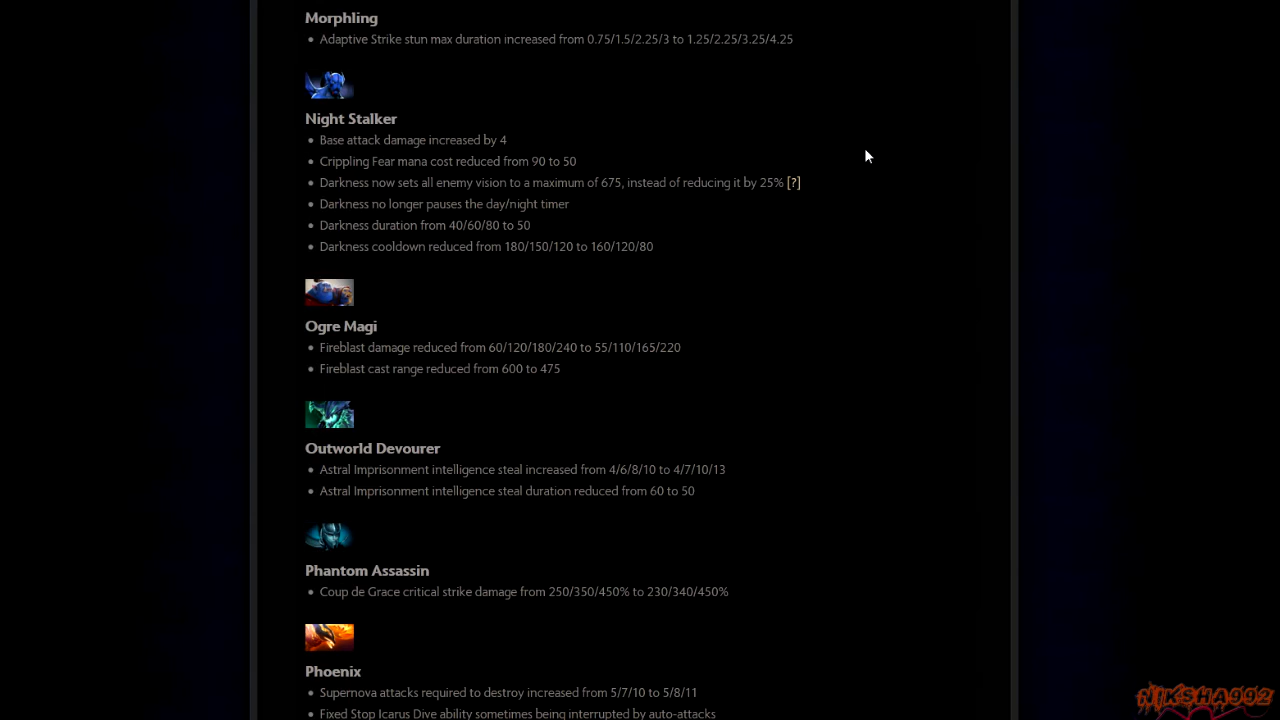 Morphling
• Adaptive Strike stun max duration increased from 0.75/1.5/2.25/3 to 1.25/2.25/3.25/4.25
Night Stalker
• Base attack damage increased by 4
• Crippling Fear mana cost reduced from 90 to 50
• Darkness now sets all enemy vision to a maximum of 675, instead of reducing it by 25% [?]
• Darkness no longer pauses the day/night timer
• Darkness duration from 40/60/80 to 50
• Darkness cooldown reduced from 180/150/120 to 160/120/80
Ogre Magi
• Fireblast damage reduced from 60/120/180/240 to 55/110/165/220
• Fireblast cast range reduced from 600 to 475
Outworld Devourer
• Astral Imprisonment intelligence steal increased from 4/6/8/10 to 4/7/10/13
• Astral Imprisonment intelligence steal duration reduced from 60 to 50
Phantom Assassin
• Coup de Grace critical strike damage from 250/350/450% to 230/340/450%
Phoenix
• Supernova attacks required to destroy increased from 5/7/10 to 5/8/11
• Fixed Stop Icarus Dive ability sometimes being interrupted by auto-attacks
NIKSHA992